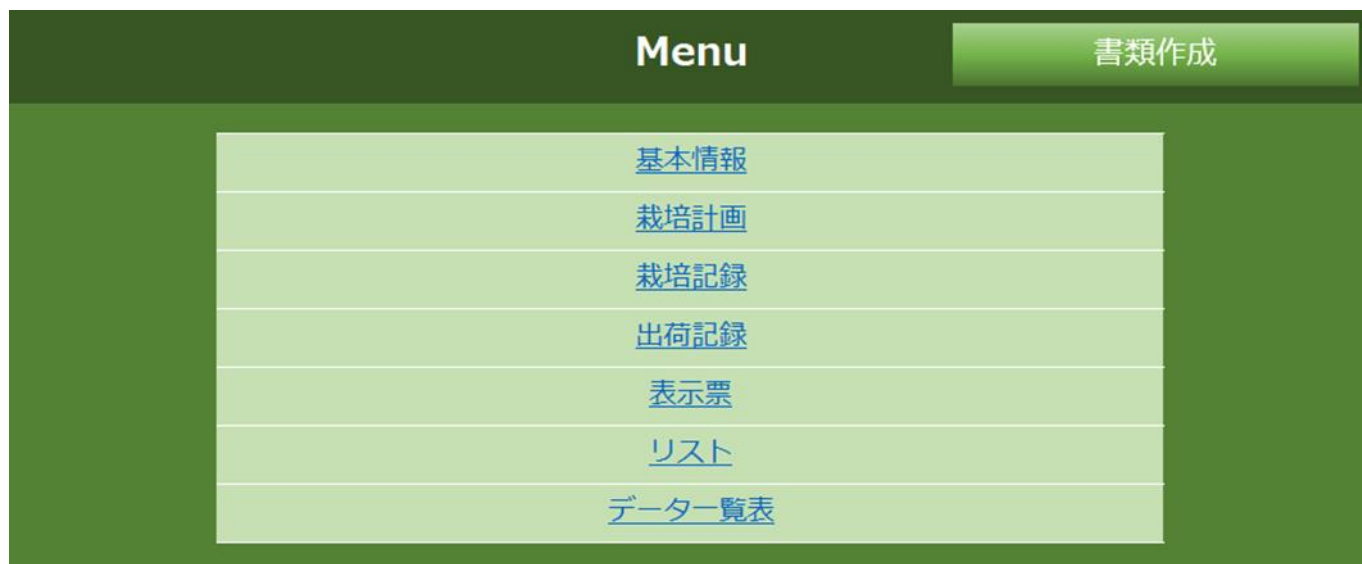 Menu
書類作成
基本情報
栽培計画
栽培記録
出荷記録
表示票
リスト
データ一覧表